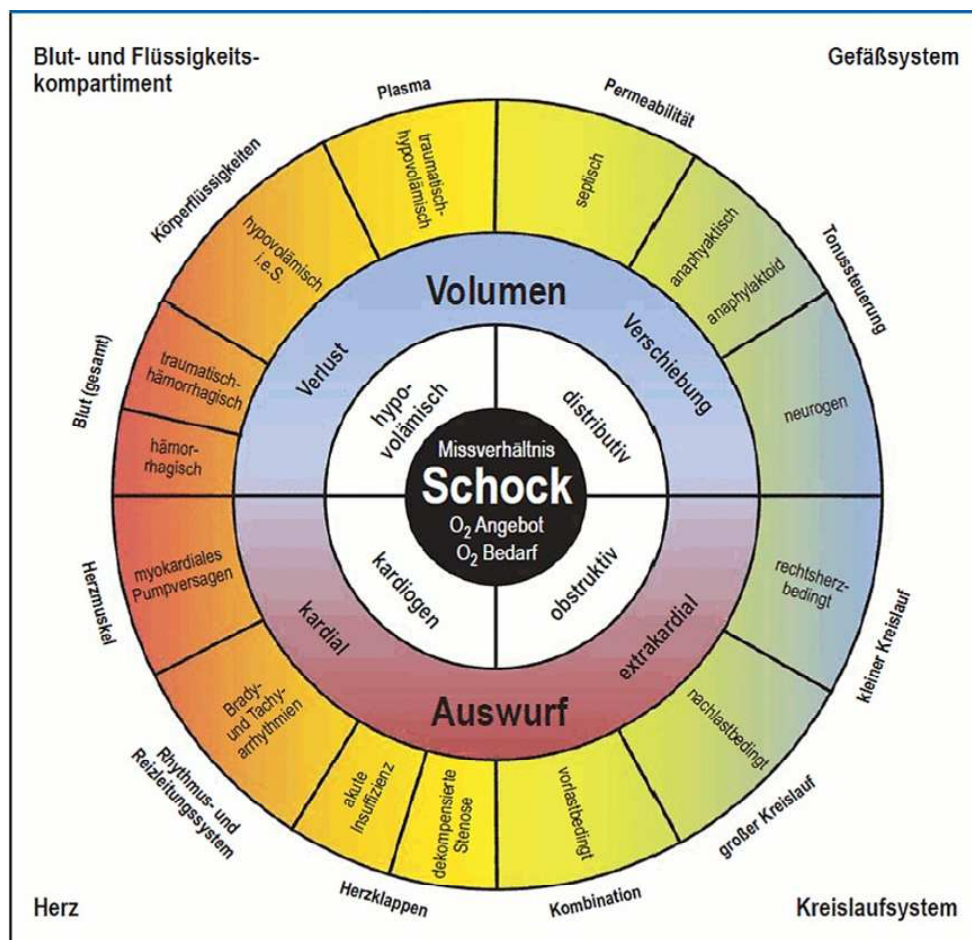 Blut- und Flüssigkeits-
kompartiment
Gefäßsystem
Plasma
Permeabilität
Körperflüssigkeiten
Tonussteuerung
Blut (gesamt)
traumatisch-
hypovolämisch
septisch
hypovolämisch
i.e.S.
anaphyaktisch
anaphylaktoid
traumatisch-
hämorrhagisch
neurogen
hämor-
rhagisch
Volumen
Verlust
Verschiebung
hypo-
volämisch
distributiv
Missverhältnis
Schock
O₂ Angebot
O₂ Bedarf
kardiogen
obstruktiv
kardial
extrakardial
Auswurf
myokardiales
Pumpversagen
rechtsherz-
bedingt
Brady-
und Tachy-
arrhythmien
nachlastbedingt
akute
Insuffizienz
dekompensierte
Stenose
vorlastbedingt
Herzmuskel
kleiner Kreislauf
Rhythmus- und
Reizleitungssystem
großer Kreislauf
Herzklappen
Kombination
Herz
Kreislaufsystem